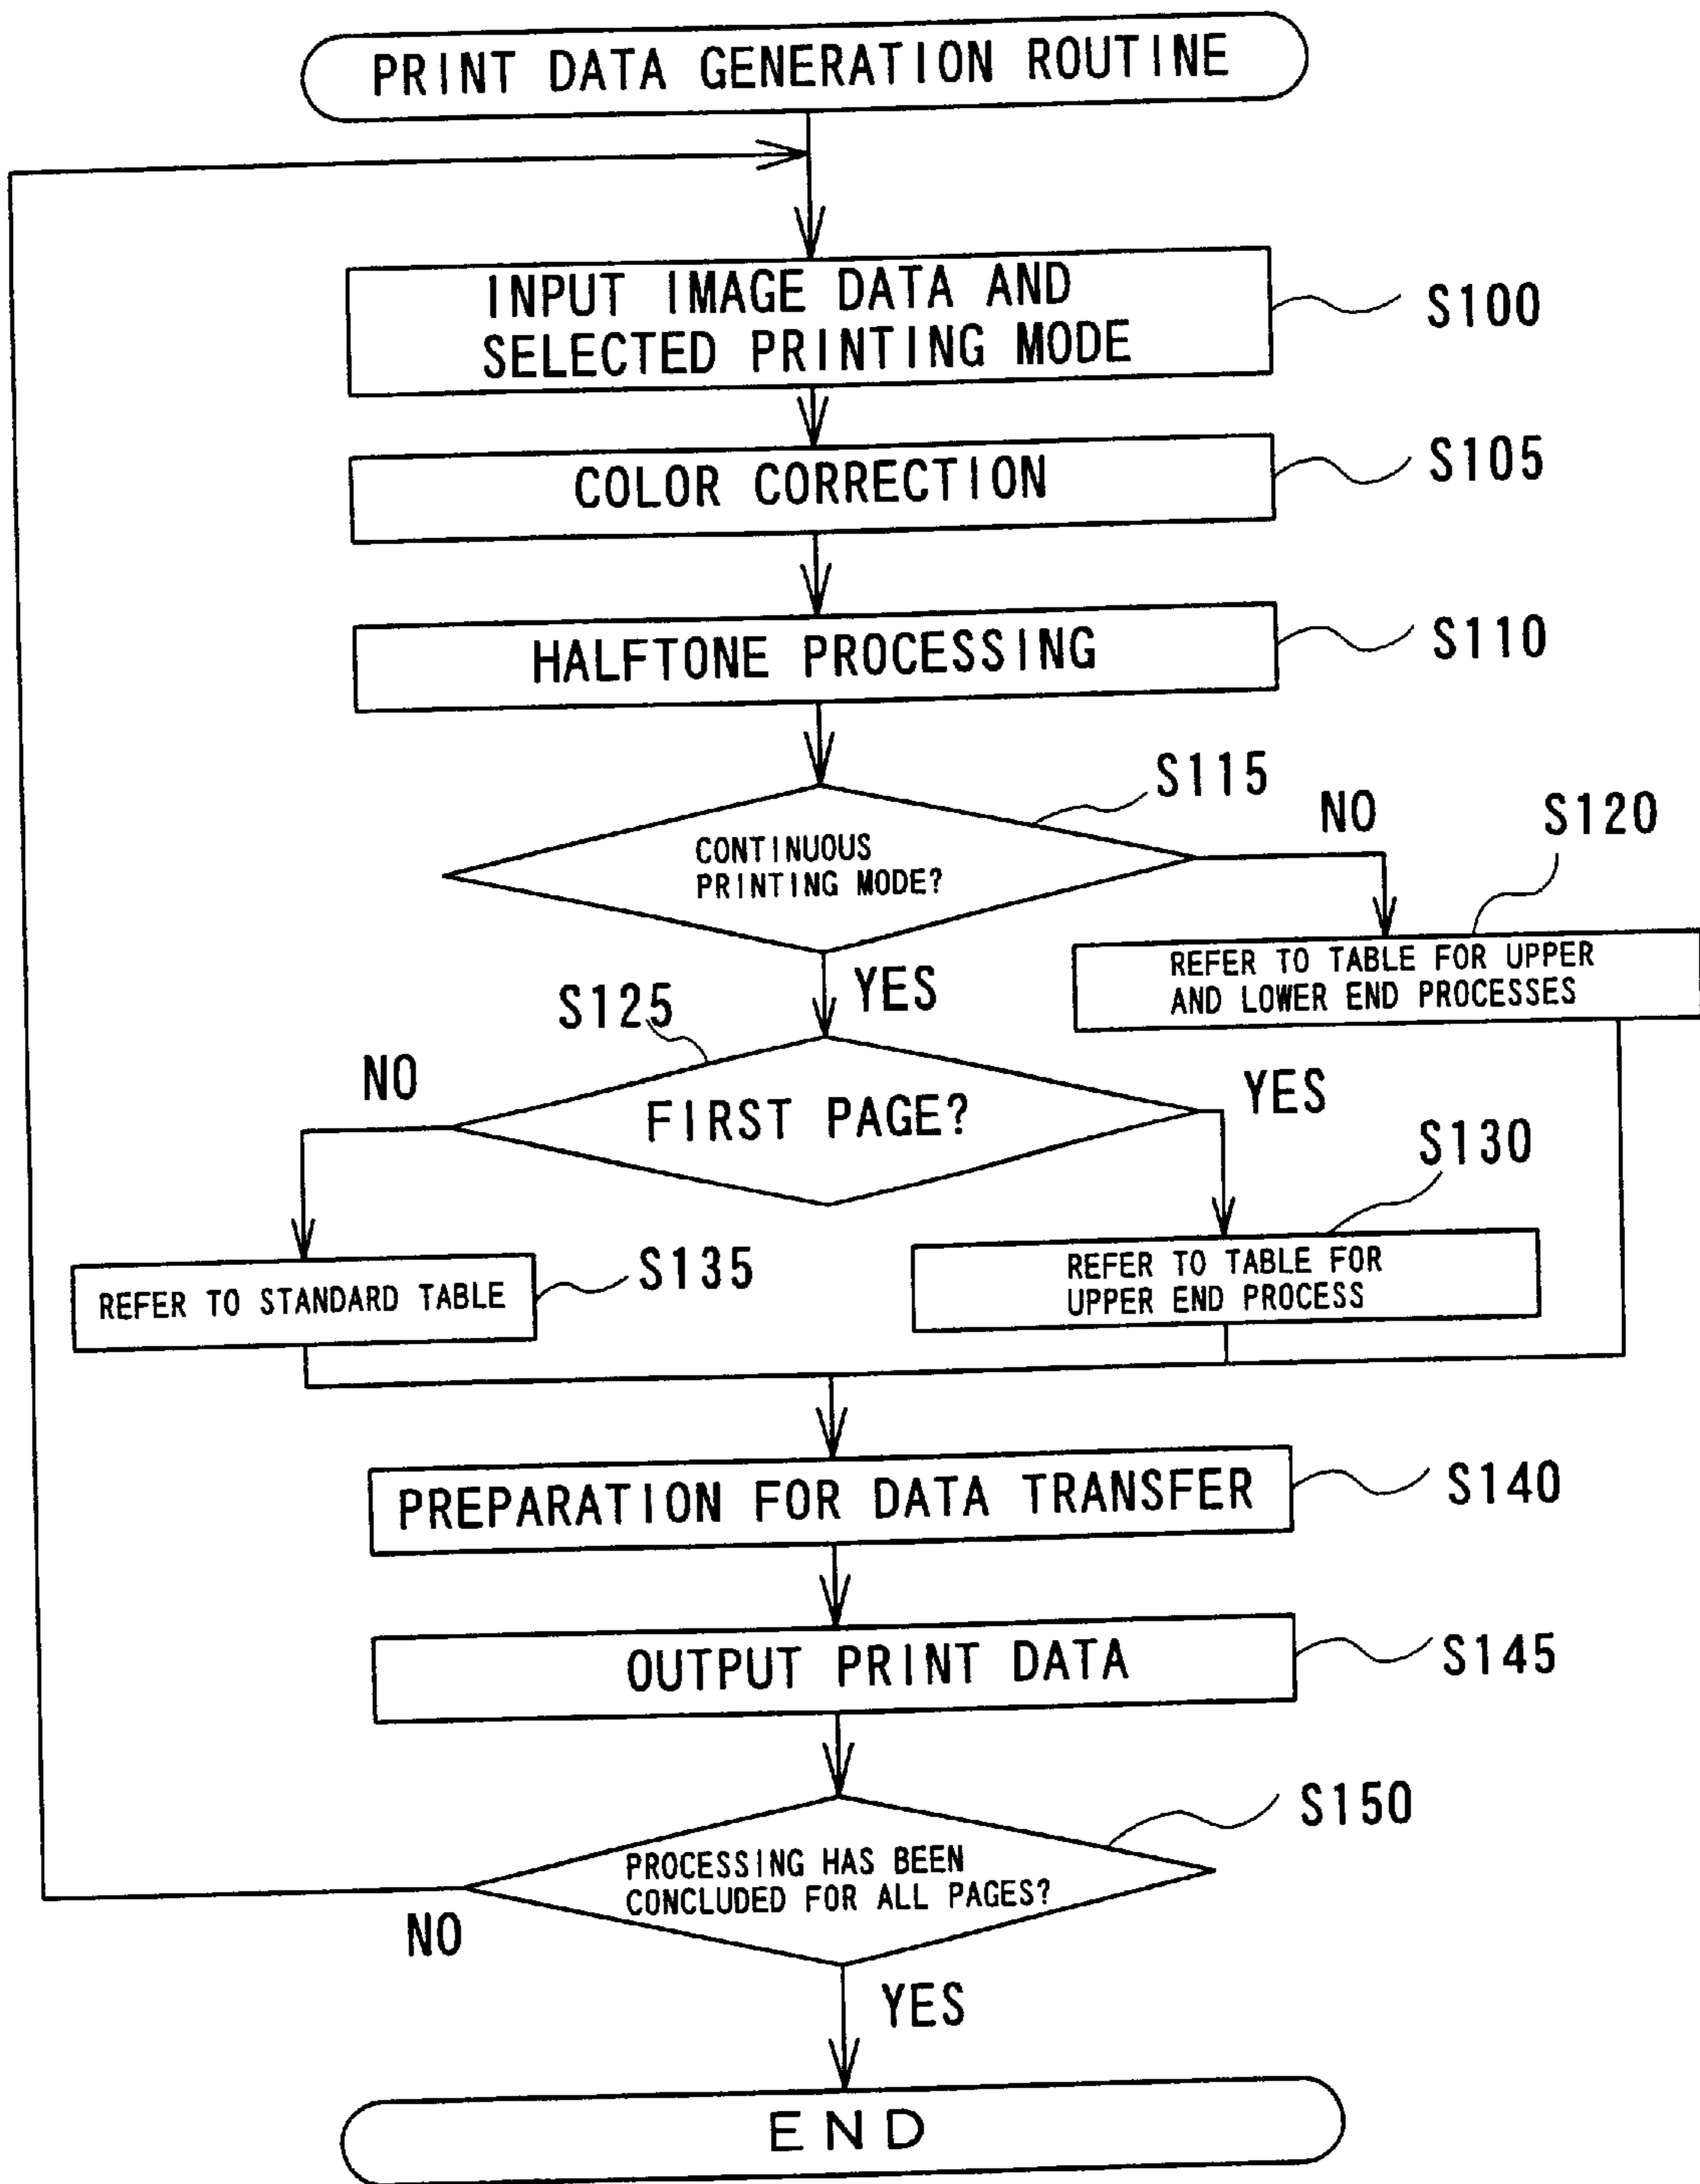 PRINT DATA GENERATION ROUTINE
INPUT IMAGE DATA AND
SELECTED PRINTING MODE
S100
COLOR CORRECTION
S105
HALFTONE PROCESSING
S110
S115
CONTINUOUS
PRINTING MODE?
NO
S120
REFER TO TABLE FOR UPPER
AND LOWER END PROCESSES
YES
S125
NO
FIRST PAGE?
YES
S130
REFER TO STANDARD TABLE
S135
REFER TO TABLE FOR
UPPER END PROCESS
PREPARATION FOR DATA TRANSFER
S140
OUTPUT PRINT DATA
S145
S150
PROCESSING HAS BEEN
CONCLUDED FOR ALL PAGES?
NO
YES
END